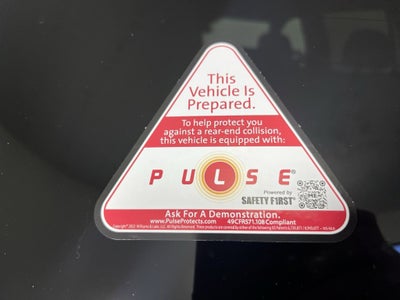 This
Vehicle Is
Prepared.
To help protect you
against a rear-end collision,
this vehicle is equipped with:
PULSE®
Powered by
SAFETY F1RST
Ask For A Demonstration.
www.PulseProtects.com 49CFR571.108 Compliant